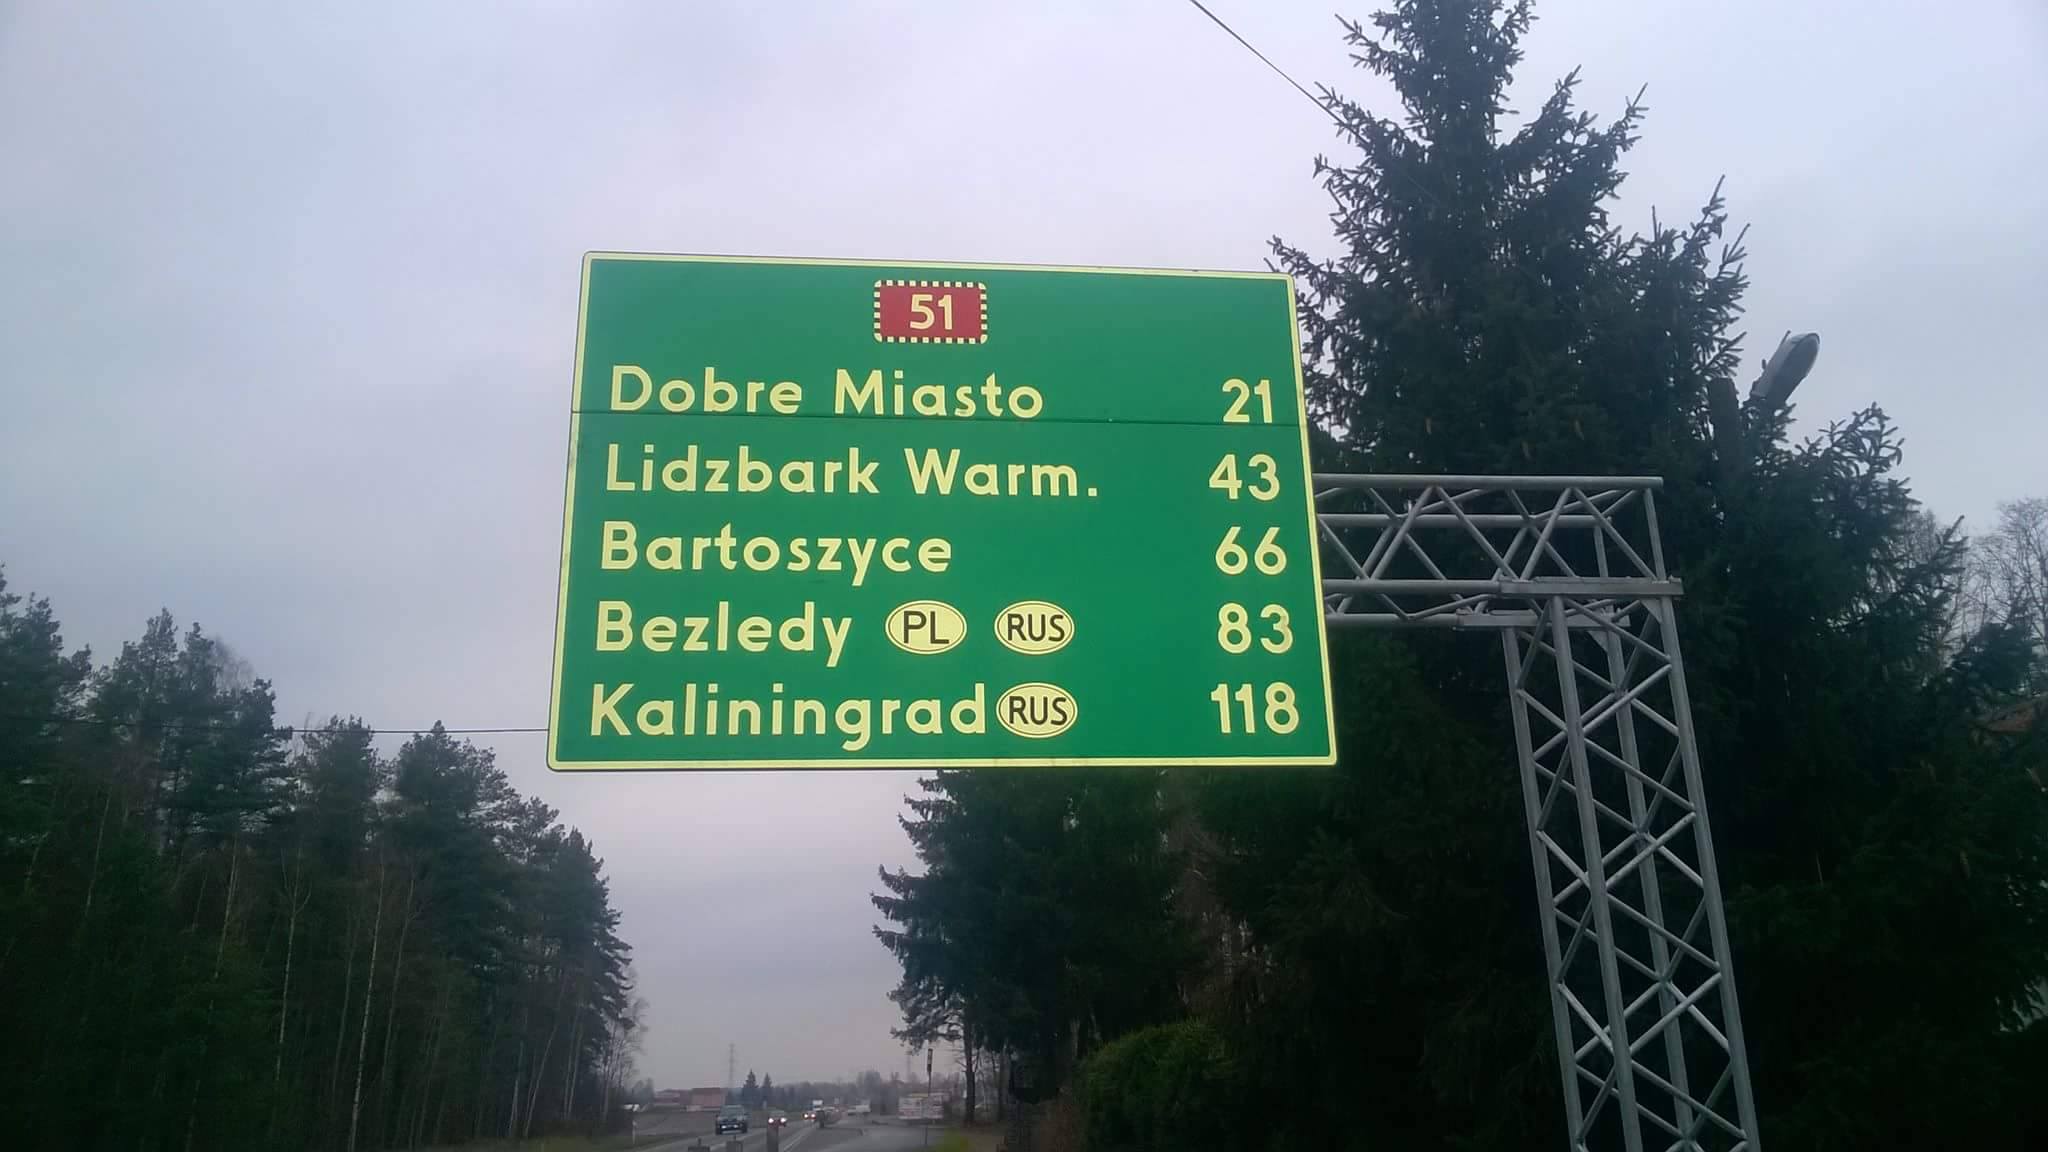 51
Dobre Miasto 21
Lidzbark Warm. 43
Bartoszyce 66
Bezledy PL RUS 83
Kaliningrad RUS 118